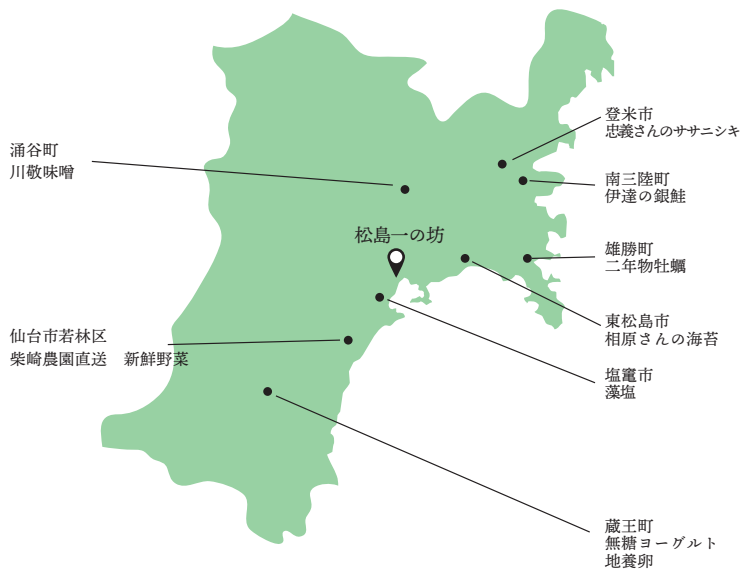 登米市
忠義さんのササニシキ
涌谷町
川敬味噌
南三陸町
伊達の銀鮭
松島一の坊
雄勝町
二年物牡蠣
東松島市
相原さんの海苔
仙台市若林区
柴崎農園直送　新鮮野菜
塩竈市
藻塩
蔵王町
無糖ヨーグルト
地養卵